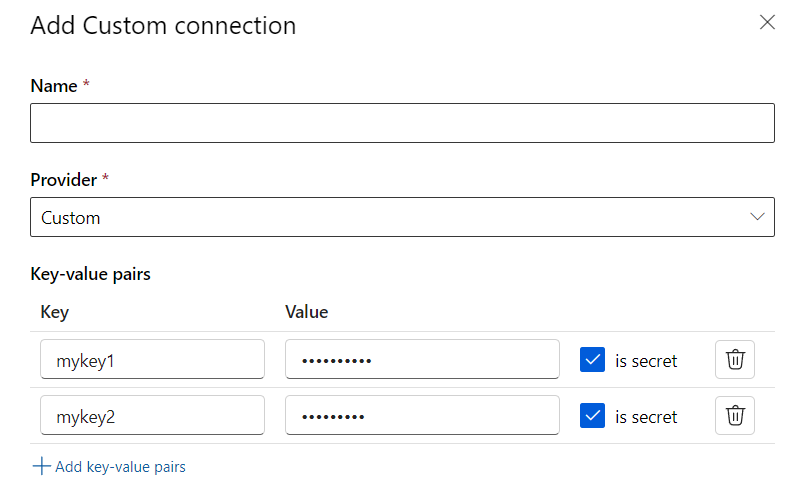 Add Custom connection
Name *
Provider *
Custom
Key-value pairs
Key Value
mykey1 •••••••••• is secret
mykey2 ••••••••• is secret
Add key-value pairs